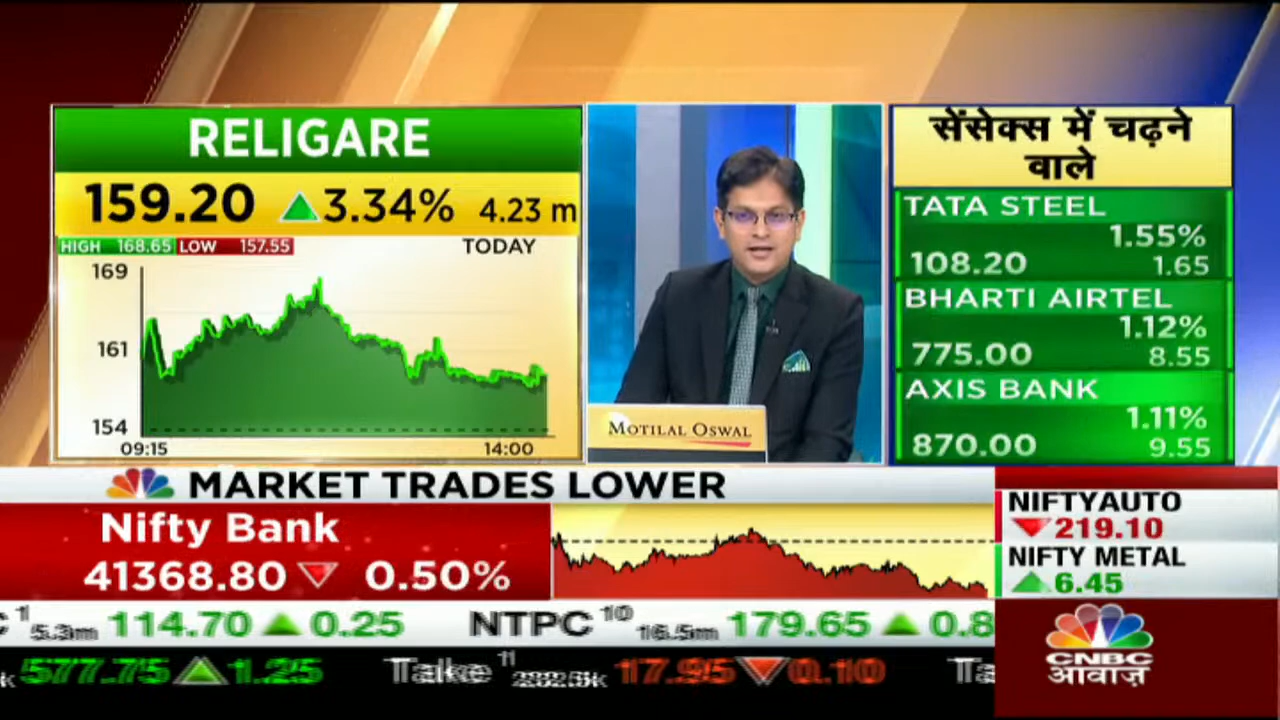 RELIGARE
159.20 ▲ 3.34% 4.23 m
HIGH 168.65 LOW 157.55 TODAY
169
161
154
09:15 14:00
MOTILAL OSWAL
सेंसेक्स में चढ़ने
वाले
TATA STEEL
1.55%
108.20 1.65
BHARTI AIRTEL
1.12%
775.00 8.55
AXIS BANK
1.11%
870.00 9.55
MARKET TRADES LOWER
Nifty Bank
41368.80 ▼ 0.50%
NIFTYAUTO
▼219.10
NIFTY METAL
▲6.45
114.70 ▲ 0.25 NTPC 10 179.65 ▲ 0.8
577.75 ▲ 1.25 Take 11 17.95 ▼ 0.10
CNBC
आवाज़